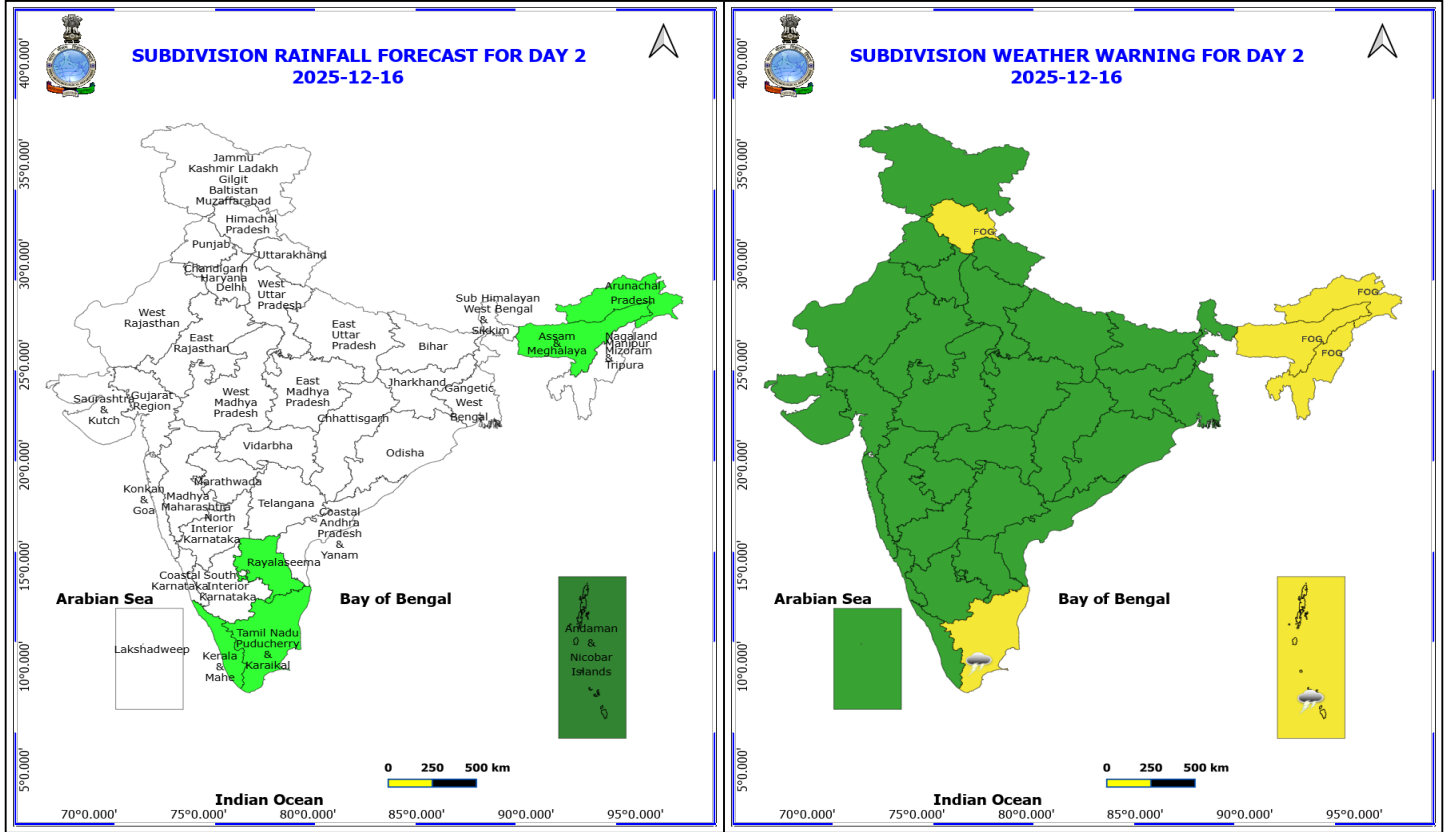 SUBDIVISION RAINFALL FORECAST FOR DAY 2
2025-12-16
40°0.000'
35°0.000'
30°0.000'
25°0.000'
20°0.000'
15°0.000'
10°0.000'
5°0.000'
Jammu
Kashmir Ladakh
Gilgit
Baltistan
Muzaffarabad
Himachal
Pradesh
Punjab
Uttarakhand
Chandigarh
Haryana
Delhi
West
Uttar
Pradesh
West
Rajasthan
East
Rajasthan
East
Uttar
Pradesh
Bihar
Sub Himalayan
West Bengal
&
Sikkim
Arunachal
Pradesh
Assam
&
Meghalaya
Nagaland
Manipur
Mizoram
&
Tripura
Saurashtra
&
Kutch
Gujarat
Region
West
Madhya
Pradesh
East
Madhya
Pradesh
Jharkhand
Gangetic
West
Bengal
Chhattisgarh
Vidarbha
Odisha
Konkan
&
Goa
Madhya
Maharashtra
Marathwada
Telangana
North
Interior
Karnataka
Coastal
Andhra
Pradesh
&
Yanam
Rayalaseema
Coastal
Karnataka
South
Interior
Karnataka
Arabian Sea
Bay of Bengal
Lakshadweep
Kerala
&
Mahe
Tamil Nadu
Puducherry
&
Karaikal
Andaman
&
Nicobar
Islands
0 250 500 km
Indian Ocean
70°0.000' 75°0.000' 80°0.000' 85°0.000' 90°0.000' 95°0.000'
SUBDIVISION WEATHER WARNING FOR DAY 2
2025-12-16
40°0.000'
35°0.000'
30°0.000'
25°0.000'
20°0.000'
15°0.000'
10°0.000'
5°0.000'
FOG
FOG
FOG
FOG
Arabian Sea
Bay of Bengal
0 250 500 km
Indian Ocean
70°0.000' 75°0.000' 80°0.000' 85°0.000' 90°0.000' 95°0.000'